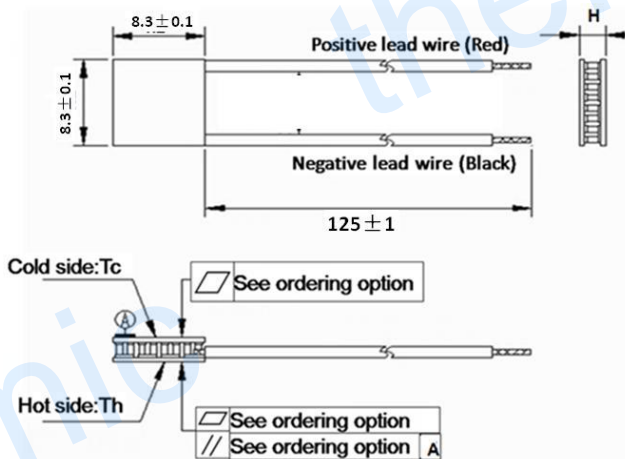 8.3±0.1
H
Positive lead wire (Red)
8.3±0.1
Negative lead wire (Black)
125±1
Cold side:Tc
See ordering option
A
Hot side:Th
See ordering option
// See ordering option A